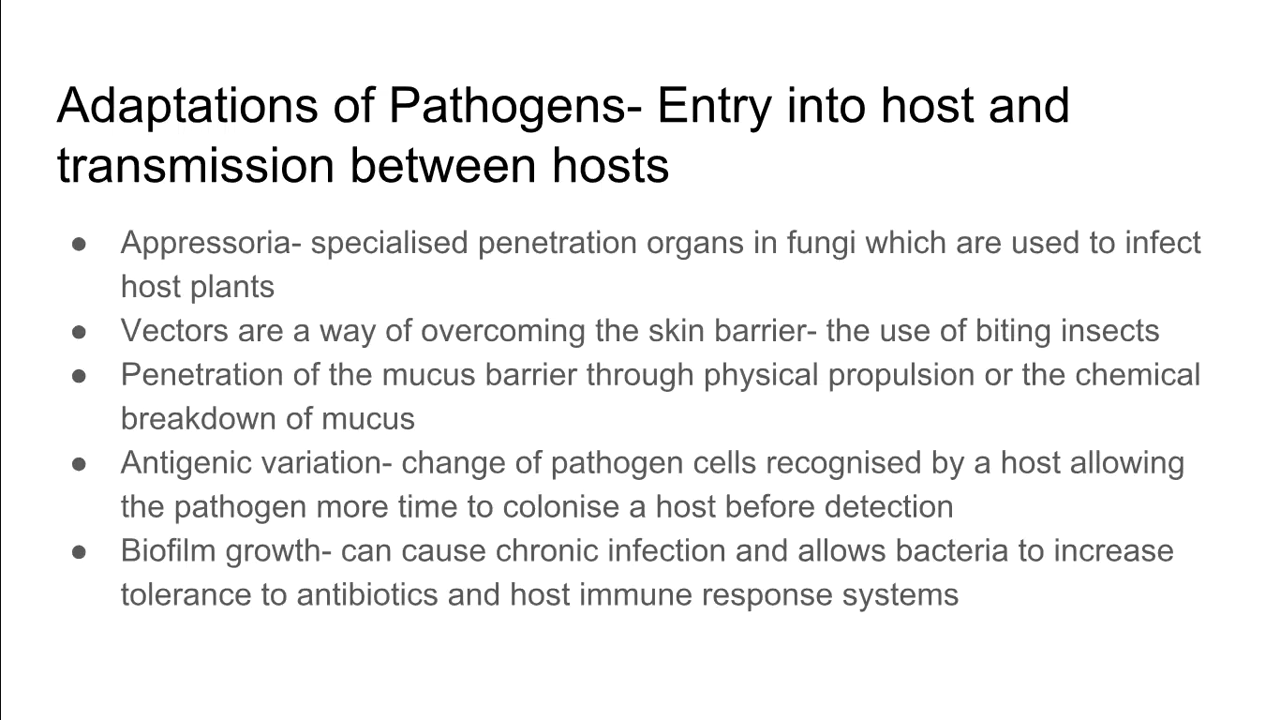 Adaptations of Pathogens- Entry into host and
transmission between hosts
● Appressoria- specialised penetration organs in fungi which are used to infect
host plants
● Vectors are a way of overcoming the skin barrier- the use of biting insects
● Penetration of the mucus barrier through physical propulsion or the chemical
breakdown of mucus
● Antigenic variation- change of pathogen cells recognised by a host allowing
the pathogen more time to colonise a host before detection
● Biofilm growth- can cause chronic infection and allows bacteria to increase
tolerance to antibiotics and host immune response systems